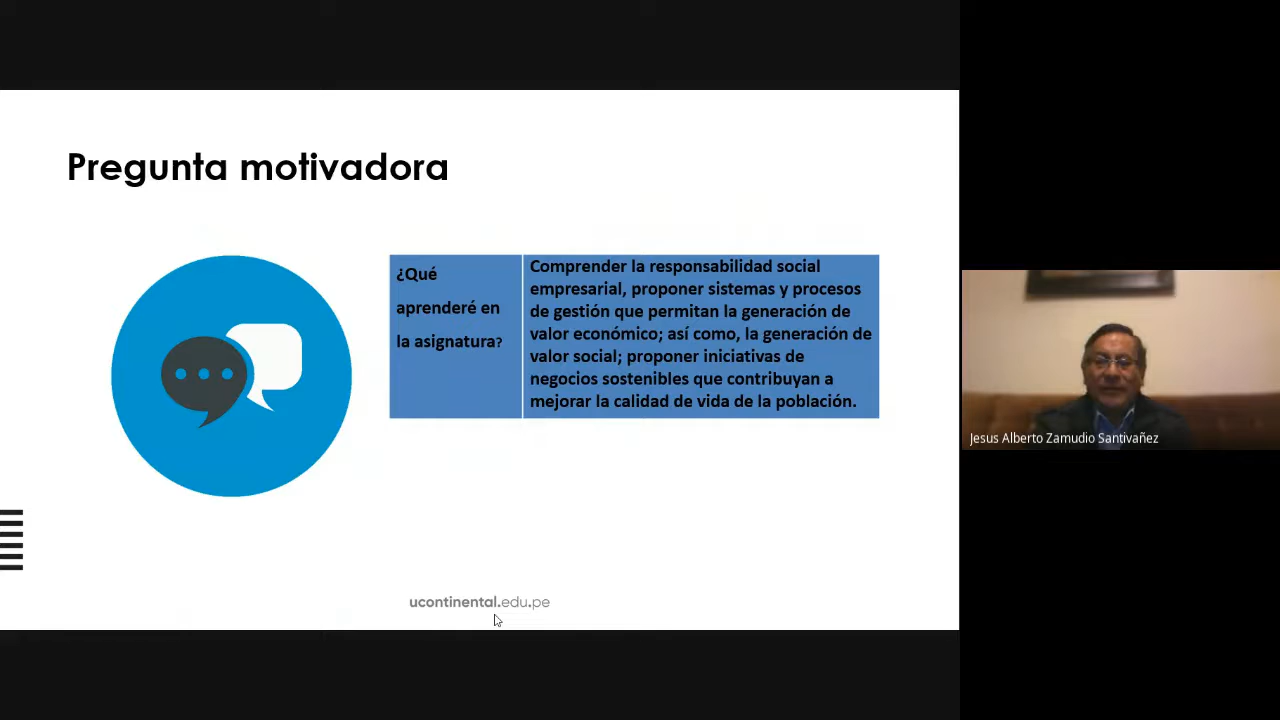 Pregunta motivadora
¿Qué
aprenderé en
la asignatura?
Comprender la responsabilidad social
empresarial, proponer sistemas y procesos
de gestión que permitan la generación de
valor económico; así como, la generación de
valor social; proponer iniciativas de
negocios sostenibles que contribuyan a
mejorar la calidad de vida de la población.
ucontinental.edu.pe
Jesus Alberto Zamudio Santivañez